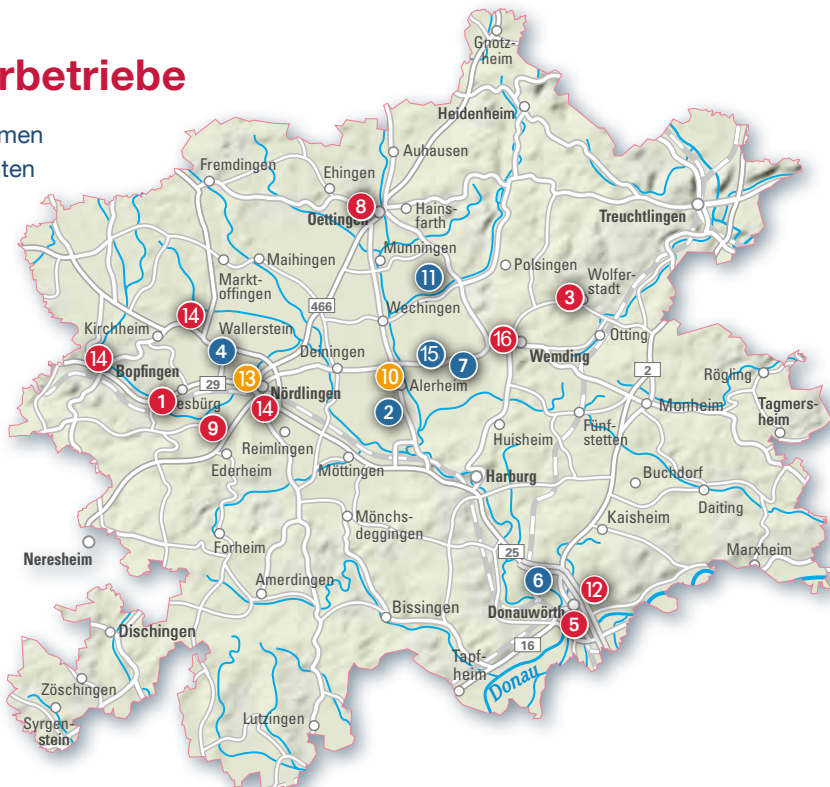 rbetriebe
men
ten
Gnotz-
heim
Heidenheim
Auhausen
Fremdingen
Ehingen
8
Oettingen
Hains-
farth
Treuchtlingen
Munningen
Maihingen
Polsingen
11
Wolfer-
stadt
3
Markt-
offingen
466
Wechingen
14
Kirchheim
Wallerstein
16
Otting
4
15
Wemding
14
Deiningen
7
2
Bopfingen
13
10
Rögling
29
Nördlingen
Alerheim
1
esbürg
14
2
Monheim
Tagmers-
heim
9
Reimlingen
Huisheim
Fünf-
stetten
Ederheim
Möttingen
Harburg
Buchdorf
Daiting
Mönchs-
deggingen
Kaisheim
Forheim
Neresheim
25
Marxheim
Amerdingen
6
12
Bissingen
Donauwörth
5
Dischingen
16
Tapf-
heim
Donau
Zöschingen
Syrgen-
stein
Lutzingen